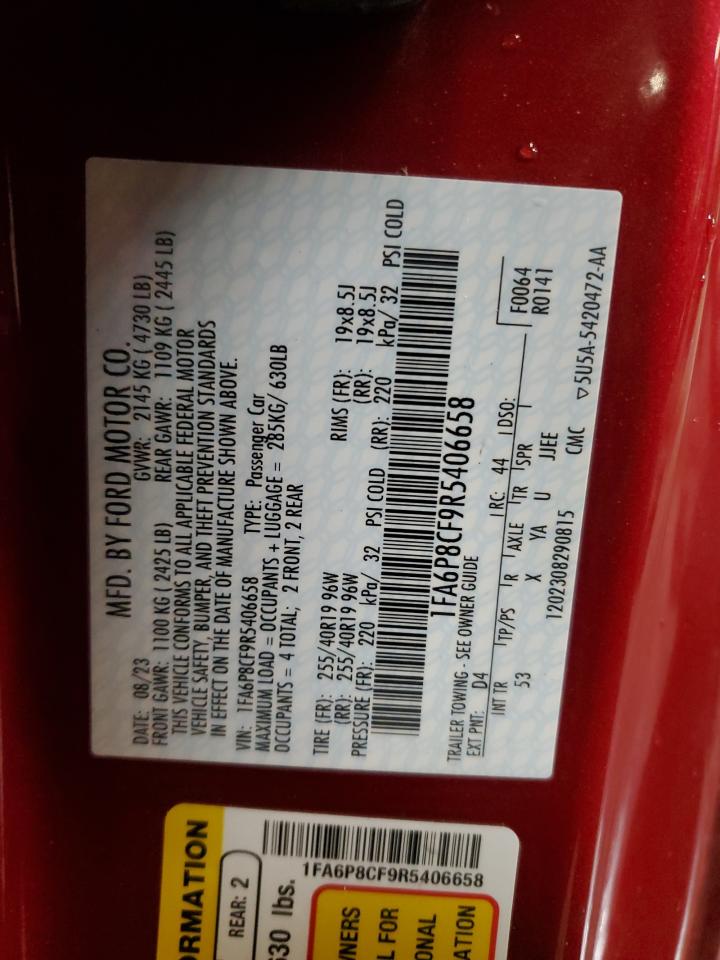 MFD. BY FORD MOTOR CO.
DATE: 08/23 GVWR: 2145 KG ( 4730 LB)
FRONT GAWR: 1100 KG ( 2425 LB) REAR GAWR: 1109 KG ( 2445 LB)
THIS VEHICLE CONFORMS TO ALL APPLICABLE FEDERAL MOTOR
VEHICLE SAFETY, BUMPER, AND THEFT PREVENTION STANDARDS
IN EFFECT ON THE DATE OF MANUFACTURE SHOWN ABOVE.
VIN: 1FA6P8CF9R5406658 TYPE: Passenger Car
MAXIMUM LOAD = OCCUPANTS + LUGGAGE = 285KG/ 630LB
OCCUPANTS = 4 TOTAL; 2 FRONT, 2 REAR
TIRE (FR): 255/40R19 96W RIMS (FR): 19x8.5J
(RR): 255/40R19 96W (RR): 19x8.5J
PRESSURE (FR): 220 kPa/ 32 PSI COLD (RR): 220 kPa/ 32 PSI COLD
1FA6P8CF9R5406658
TRAILER TOWING - SEE OWNER GUIDE
EXT PNT: D4 RC: 44 DSO:
INT TR TP/PS R AXLE TR SPR F0064
53 X YA U JJEE R0141
1202308290815 CMC ▽5U5A-5420472-AA
ORMATION
REAR: 2
630 lbs.
1FA6P8CF9R5406658
WNERS
L FOR
ONAL
ATION